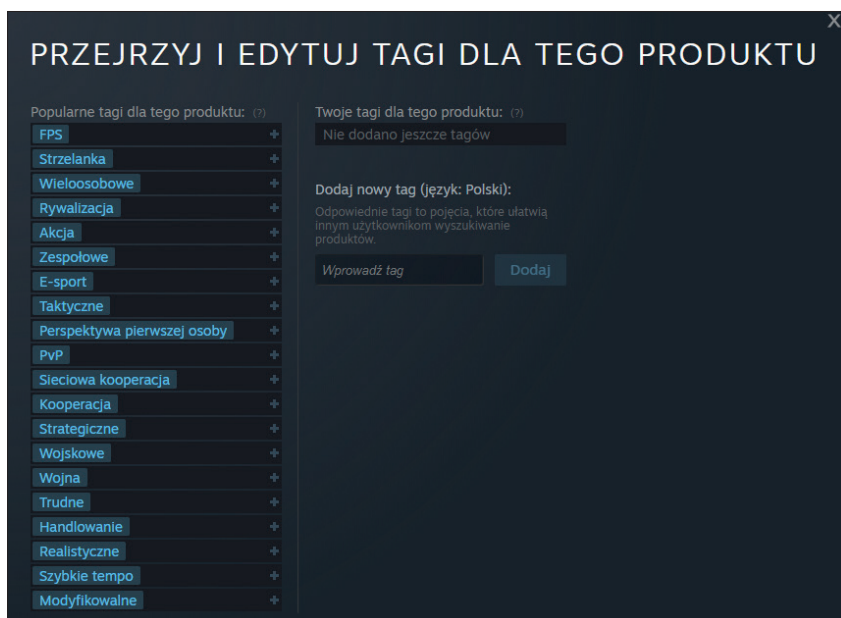 X
PRZEJRZYJ I EDYTUJ TAGI DLA TEGO PRODUKTU
Popularne tagi dla tego produktu: (?)
FPS +
Strzelanka +
Wieloosobowe +
Rywalizacja +
Akcja +
Zespołowe +
E-sport +
Taktyczne +
Perspektywa pierwszej osoby +
PvP +
Sieciowa kooperacja +
Kooperacja +
Strategiczne +
Wojskowe +
Wojna +
Trudne +
Handlowanie +
Realistyczne +
Szybkie tempo +
Modyfikowalne +
Twoje tagi dla tego produktu: (?)
Nie dodano jeszcze tagów
Dodaj nowy tag (język: Polski):
Odpowiednie tagi to pojęcia, które ułatwią
innym użytkownikom wyszukiwanie
produktów.
Wprowadź tag
Dodaj